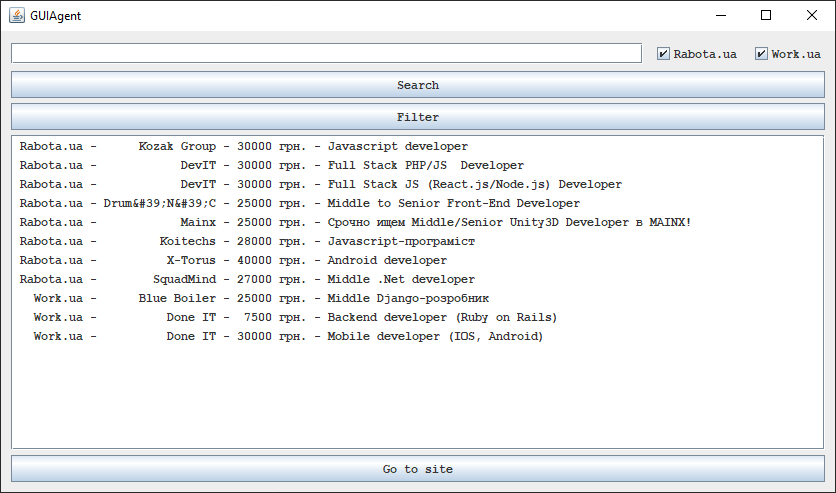 GUIAgent
Rabota.ua Work.ua
Search
Filter
Rabota.ua - Kozak Group - 30000 грн. - Javascript developer
Rabota.ua - DevIT - 30000 грн. - Full Stack PHP/JS  Developer
Rabota.ua - DevIT - 30000 грн. - Full Stack JS (React.js/Node.js) Developer
Rabota.ua - Drum&#39;N&#39;C - 25000 грн. - Middle to Senior Front-End Developer
Rabota.ua - Mainx - 25000 грн. - Срочно ищем Middle/Senior Unity3D Developer в MAINX!
Rabota.ua - Koitechs - 28000 грн. - Javascript-програміст
Rabota.ua - X-Torus - 40000 грн. - Android developer
Rabota.ua - SquadMind - 27000 грн. - Middle .Net developer
Work.ua - Blue Boiler - 25000 грн. - Middle Django-розробник
Work.ua - Done IT - 7500 грн. - Backend developer (Ruby on Rails)
Work.ua - Done IT - 30000 грн. - Mobile developer (IOS, Android)
Go to site